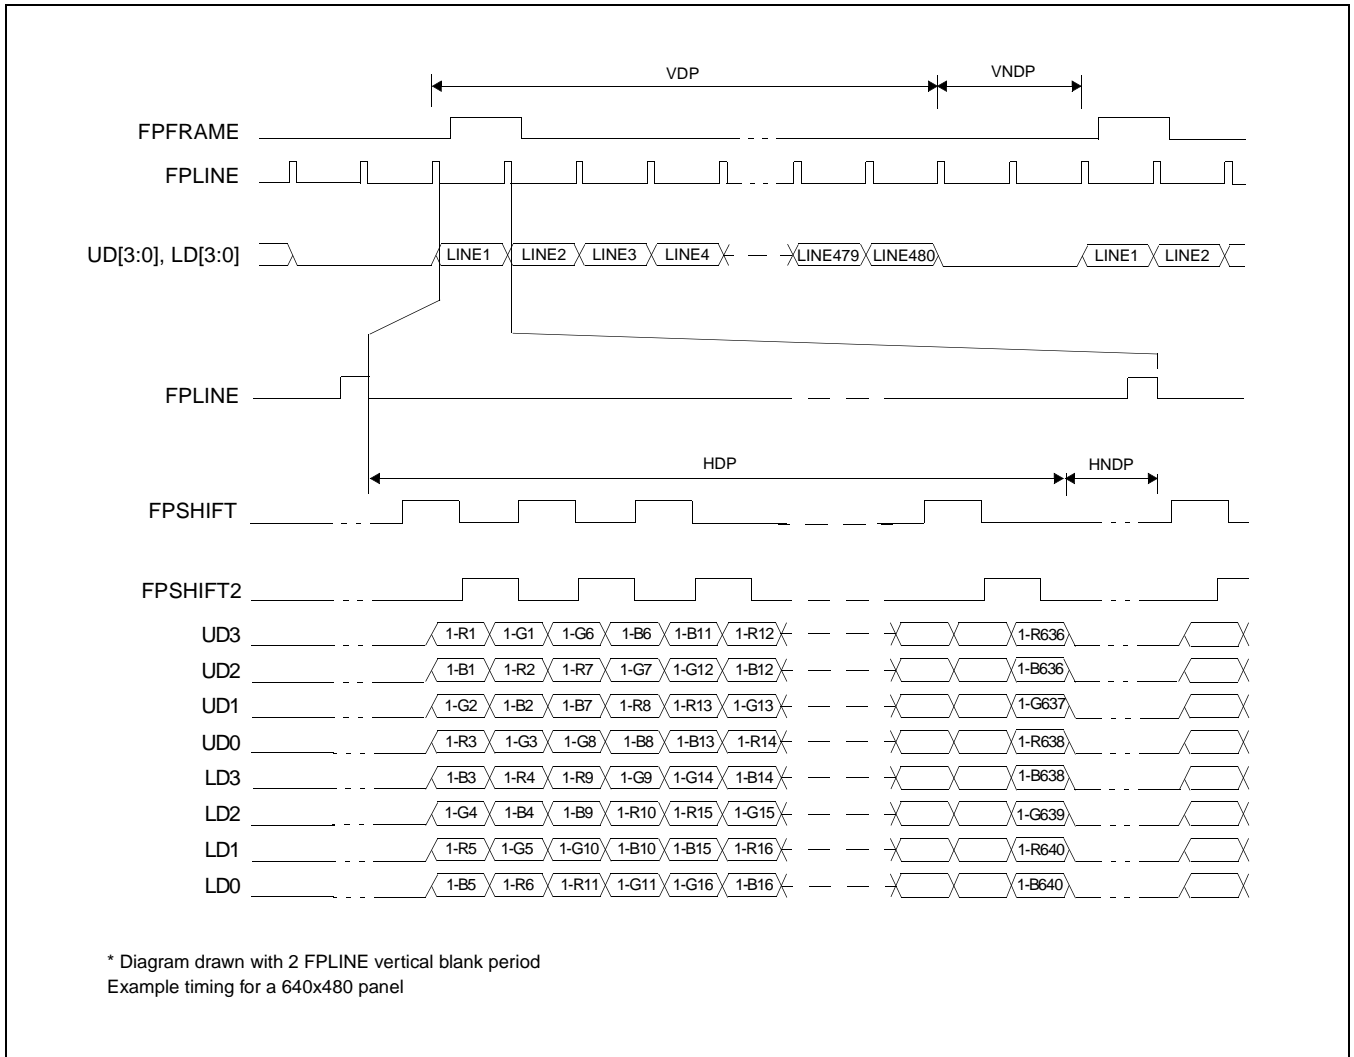 VDP VNDP
FPFRAME
FPLINE
UD[3:0], LD[3:0] LINE1 LINE2 LINE3 LINE4 LINE479 LINE480 LINE1 LINE2
FPLINE
HDP HNDP
FPSHIFT
FPSHIFT2
UD3 1-R1 1-G1 1-G6 1-B6 1-B11 1-R12 1-R636
UD2 1-B1 1-R2 1-R7 1-G7 1-G12 1-B12 1-B636
UD1 1-G2 1-B2 1-B7 1-R8 1-R13 1-G13 1-G637
UD0 1-R3 1-G3 1-G8 1-B8 1-B13 1-R14 1-R638
LD3 1-B3 1-R4 1-R9 1-G9 1-G14 1-B14 1-B638
LD2 1-G4 1-B4 1-B9 1-R10 1-R15 1-G15 1-G639
LD1 1-R5 1-G5 1-G10 1-B10 1-B15 1-R16 1-R640
LD0 1-B5 1-R6 1-R11 1-G11 1-G16 1-B16 1-B640
* Diagram drawn with 2 FPLINE vertical blank period
Example timing for a 640x480 panel